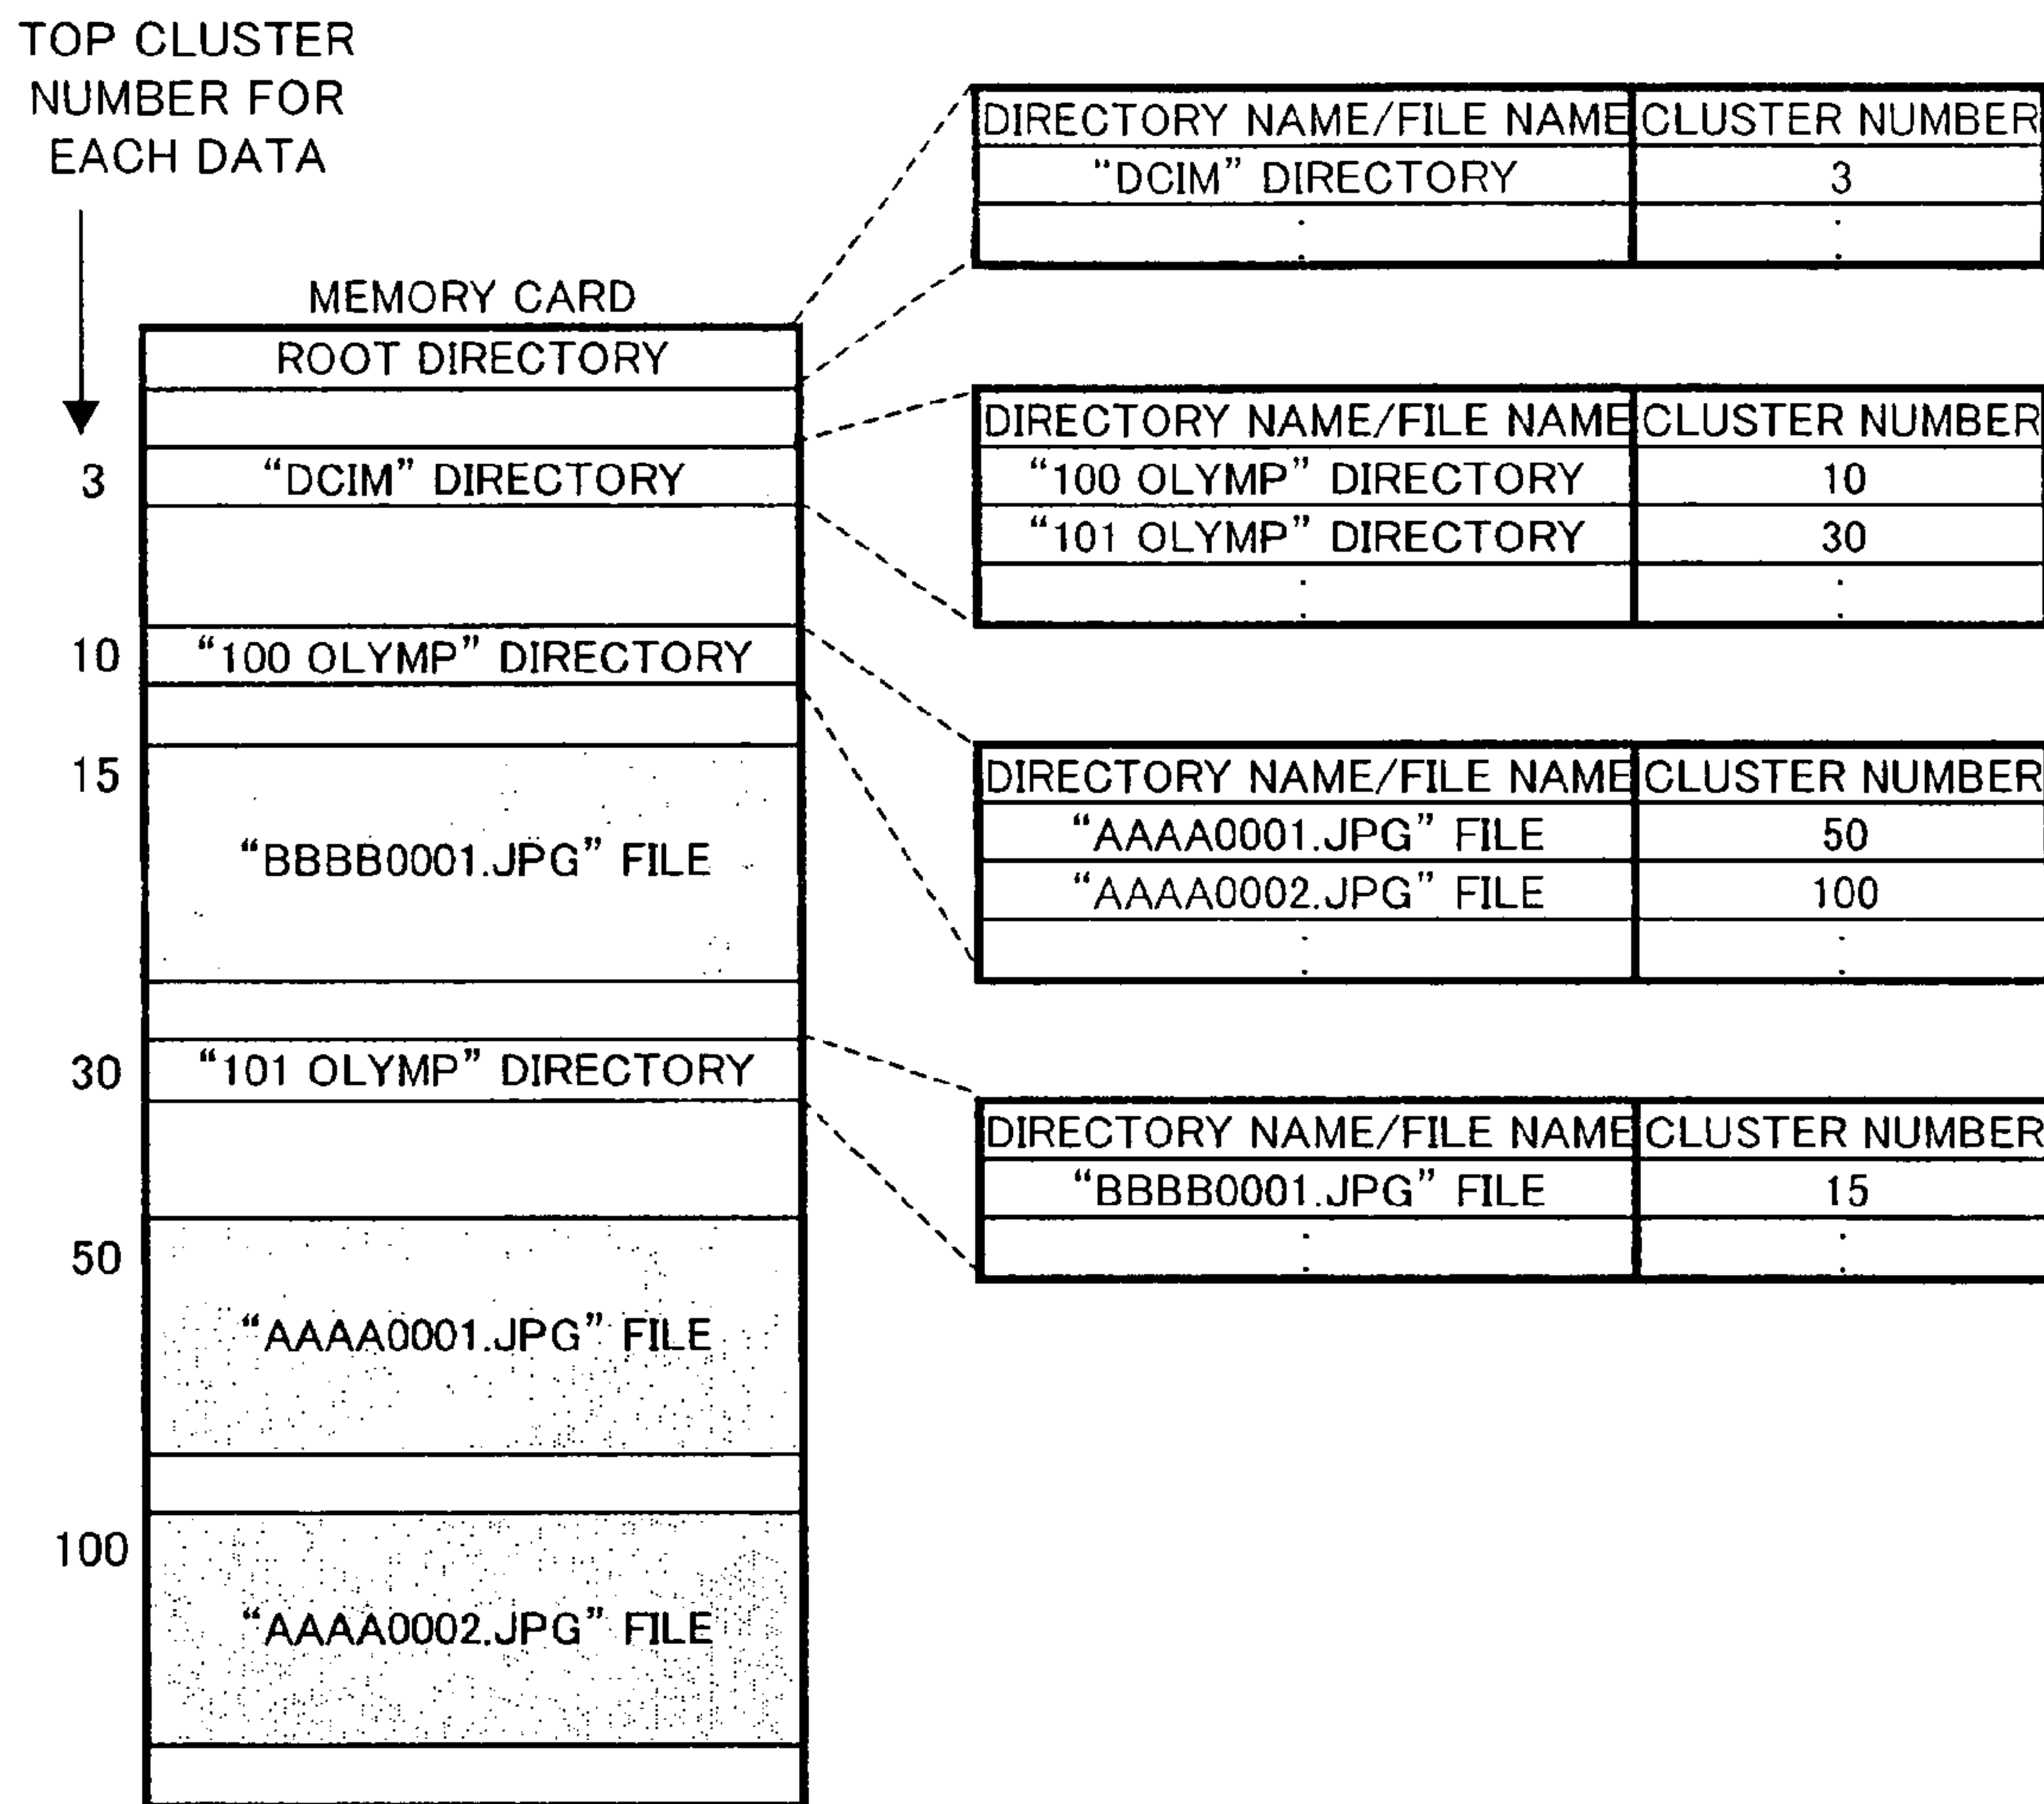 TOP CLUSTER
NUMBER FOR
EACH DATA
MEMORY CARD
ROOT DIRECTORY
3 “DCIM” DIRECTORY
10 “100 OLYMP” DIRECTORY
15
“BBBB0001.JPG” FILE
30 “101 OLYMP” DIRECTORY
50
“AAAA0001.JPG” FILE
100
“AAAA0002.JPG” FILE
DIRECTORY NAME/FILE NAME CLUSTER NUMBER
“DCIM” DIRECTORY 3
: :
DIRECTORY NAME/FILE NAME CLUSTER NUMBER
“100 OLYMP” DIRECTORY 10
“101 OLYMP” DIRECTORY 30
: :
DIRECTORY NAME/FILE NAME CLUSTER NUMBER
“AAAA0001.JPG” FILE 50
“AAAA0002.JPG” FILE 100
: :
DIRECTORY NAME/FILE NAME CLUSTER NUMBER
“BBBB0001.JPG” FILE 15
: :